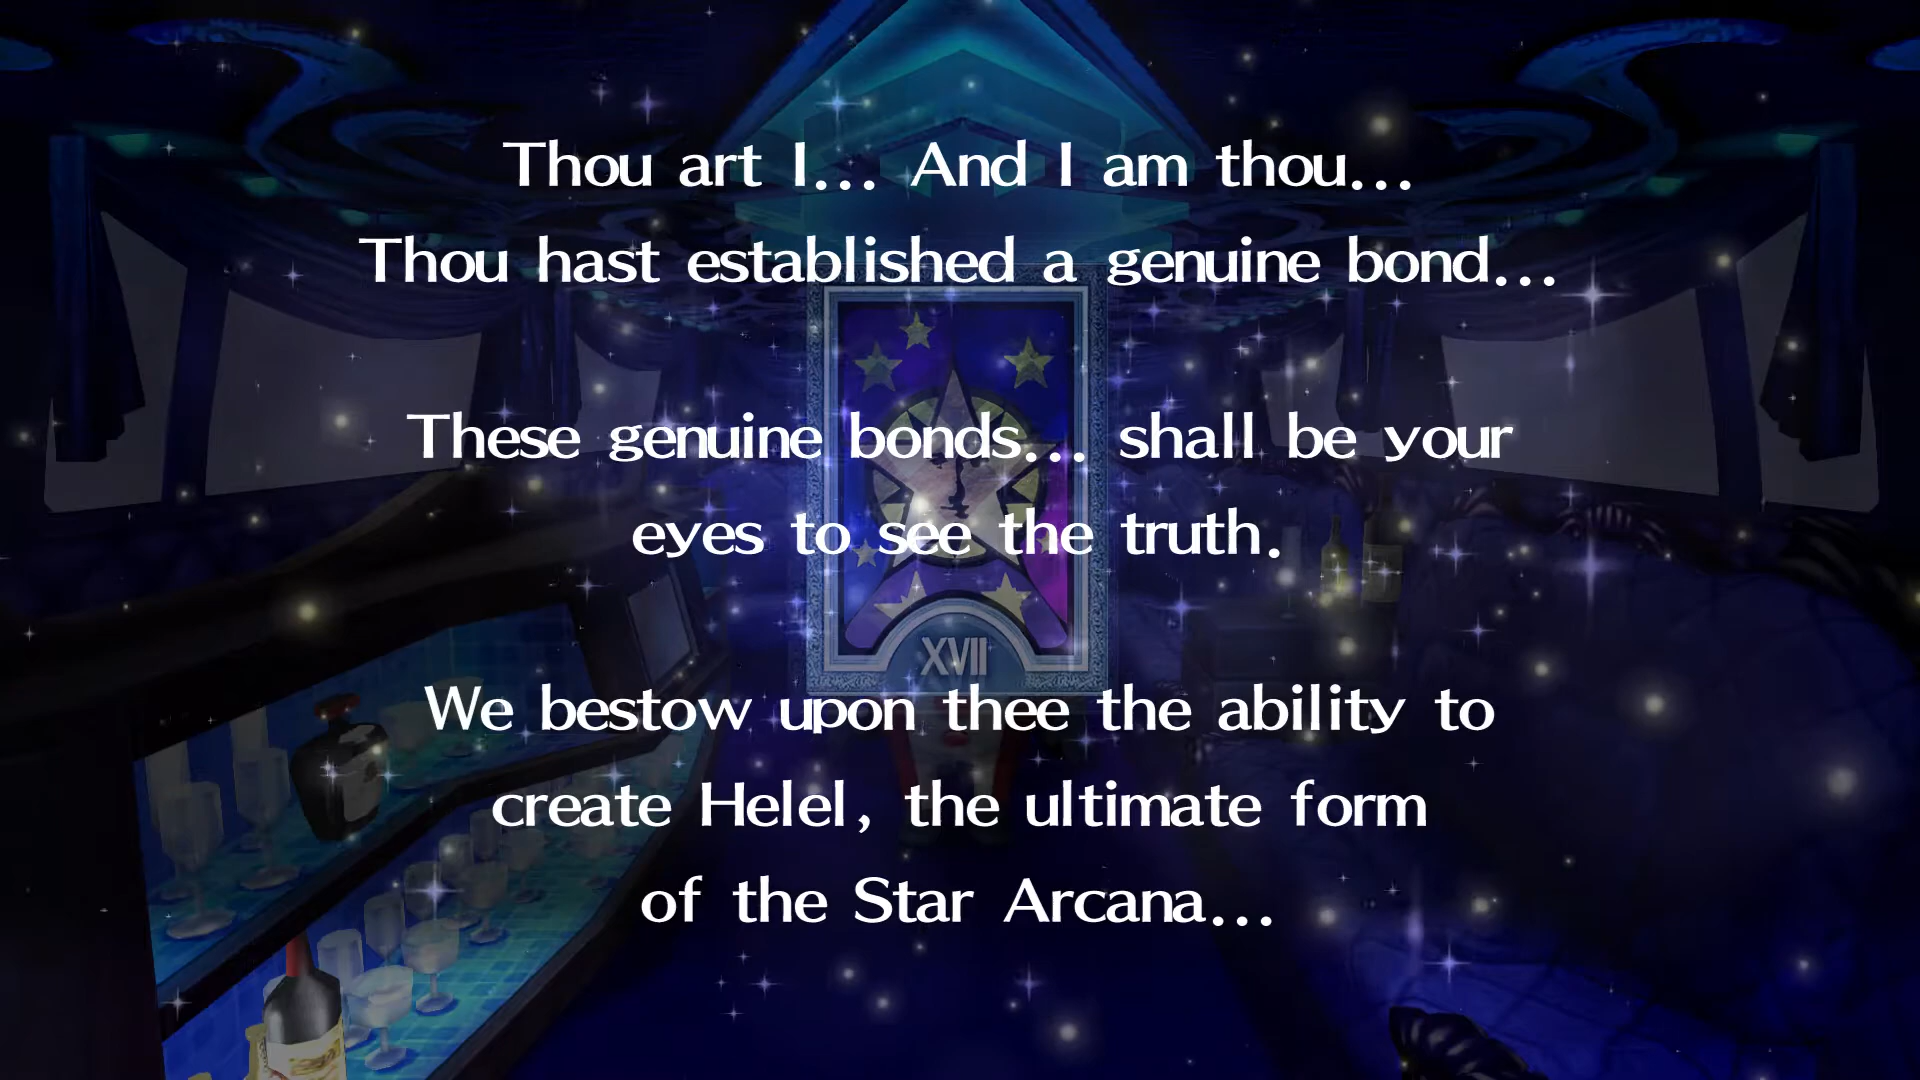 Thou art I... And I am thou...
Thou hast established a genuine bond...
These genuine bonds... shall be your
eyes to see the truth.
XVII
We bestow upon thee the ability to
create Helel, the ultimate form
of the Star Arcana...